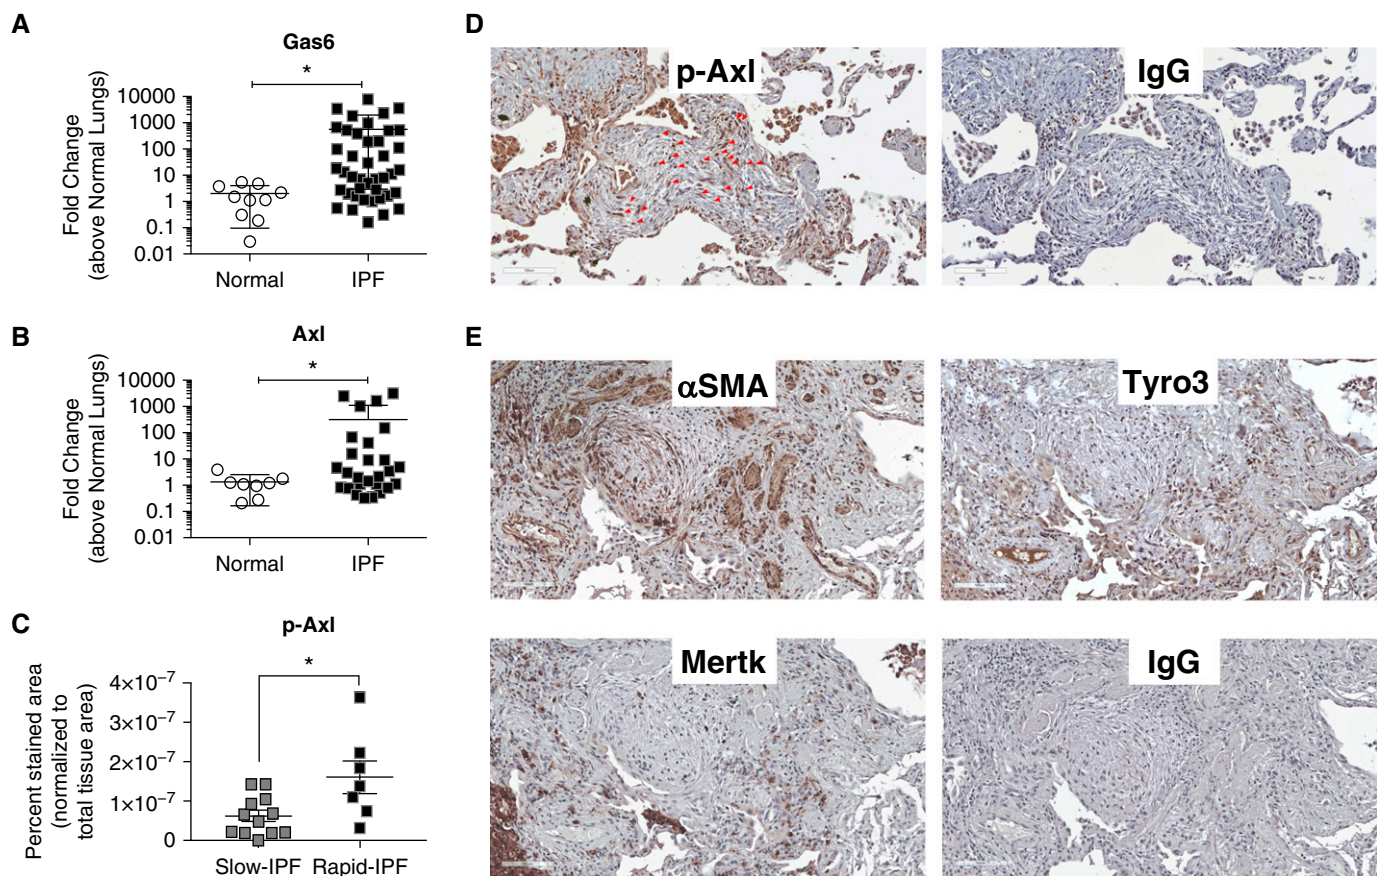 A
Gas6
*
10000
1000
100
10
1
0.1
0.01
Fold Change
(above Normal Lungs)
Normal
IPF
B
Axl
*
10000
1000
100
10
1
0.1
0.01
Fold Change
(above Normal Lungs)
Normal
IPF
C
p-Axl
*
4×10⁻⁷
3×10⁻⁷
2×10⁻⁷
1×10⁻⁷
0
Percent stained area
(normalized to
total tissue area)
Slow-IPF
Rapid-IPF
D
p-Axl
IgG
E
αSMA
Tyro3
Mertk
IgG